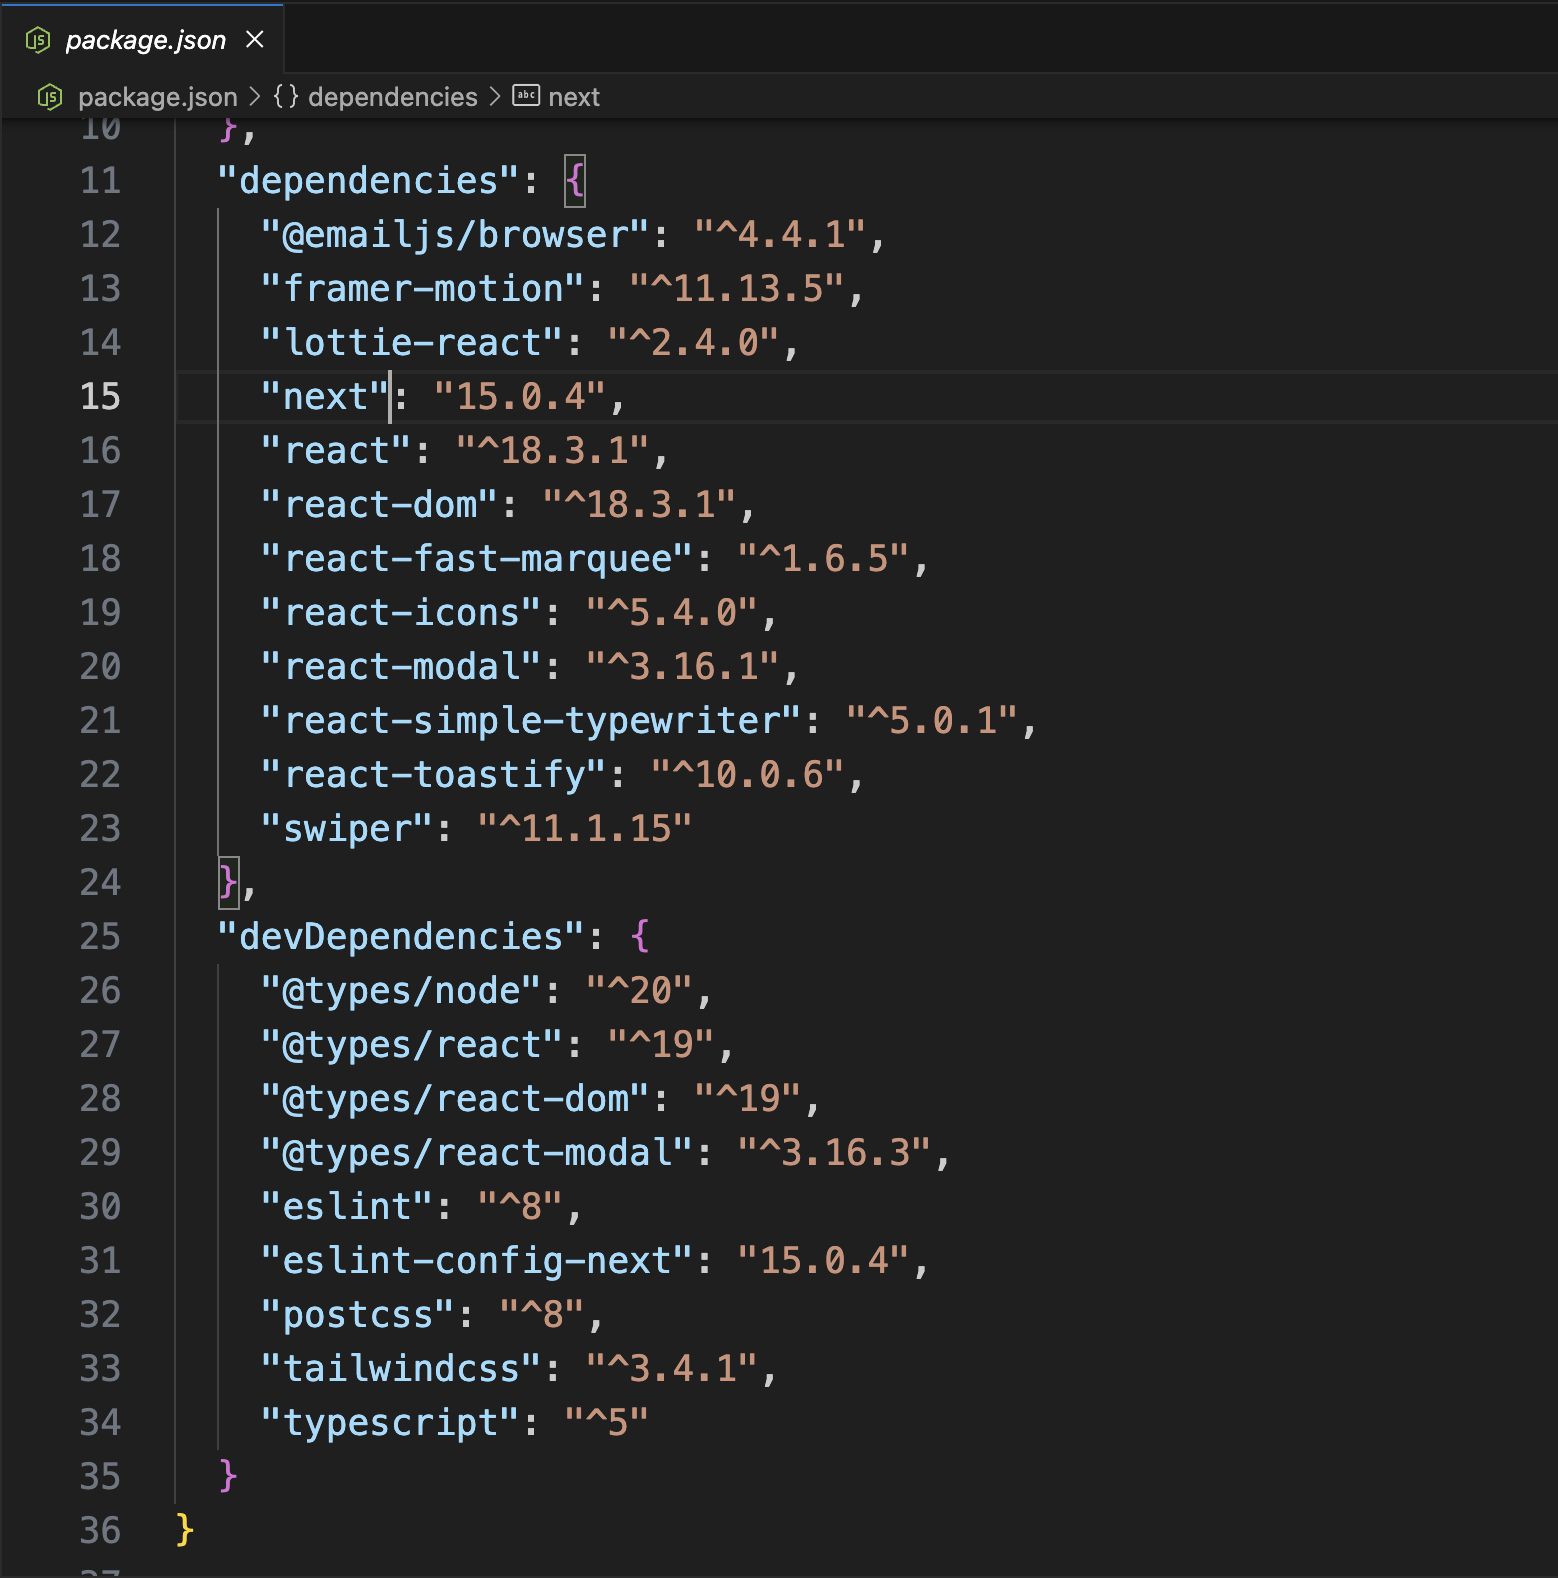 package.json
package.json > {} dependencies > abc next
10 },
11 "dependencies": {
12 "@emailjs/browser": "^4.4.1",
13 "framer-motion": "^11.13.5",
14 "lottie-react": "^2.4.0",
15 "next": "15.0.4",
16 "react": "^18.3.1",
17 "react-dom": "^18.3.1",
18 "react-fast-marquee": "^1.6.5",
19 "react-icons": "^5.4.0",
20 "react-modal": "^3.16.1",
21 "react-simple-typewriter": "^5.0.1",
22 "react-toastify": "^10.0.6",
23 "swiper": "^11.1.15"
24 },
25 "devDependencies": {
26 "@types/node": "^20",
27 "@types/react": "^19",
28 "@types/react-dom": "^19",
29 "@types/react-modal": "^3.16.3",
30 "eslint": "^8",
31 "eslint-config-next": "15.0.4",
32 "postcss": "^8",
33 "tailwindcss": "^3.4.1",
34 "typescript": "^5"
35 }
36 }